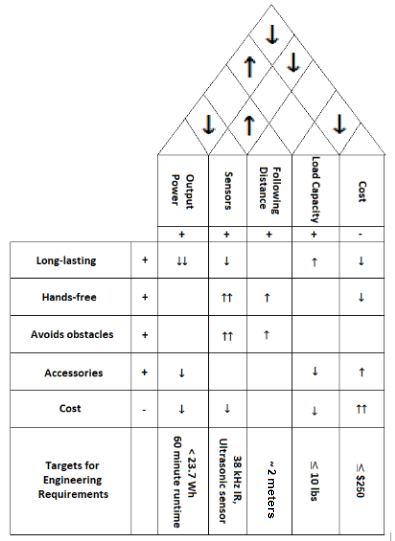 ↓
↑ ↓
↓ ↑ ↓
Output
Power
Sensors
Following
Distance
Load Capacity
Cost
+ + + + -
Long-lasting + ↓↓ ↓ ↑ ↓
Hands-free + ↑↑ ↑ ↓
Avoids obstacles + ↑↑ ↑
Accessories + ↓ ↓ ↑
Cost - ↓ ↓ ↓ ↑↑
Targets for
Engineering
Requirements
< 23.7 Wh
60 minute runtime
38 kHz IR,
Ultrasonic sensor
~ 2 meters
≤ 10 lbs
≤ $250